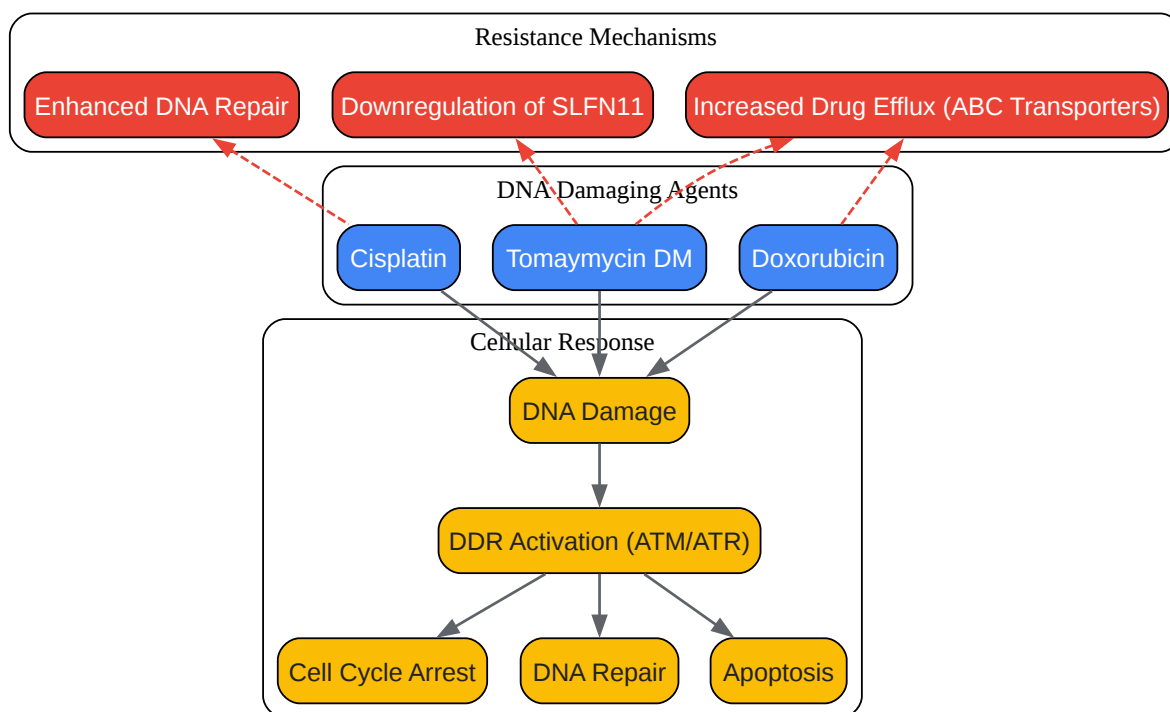 Resistance Mechanisms
Enhanced DNA Repair
Downregulation of SLFN11
Increased Drug Efflux (ABC Transporters)
DNA Damaging Agents
Cisplatin
Tomaymycin DM
Doxorubicin
Cellular Response
DNA Damage
DDR Activation (ATM/ATR)
Cell Cycle Arrest
DNA Repair
Apoptosis